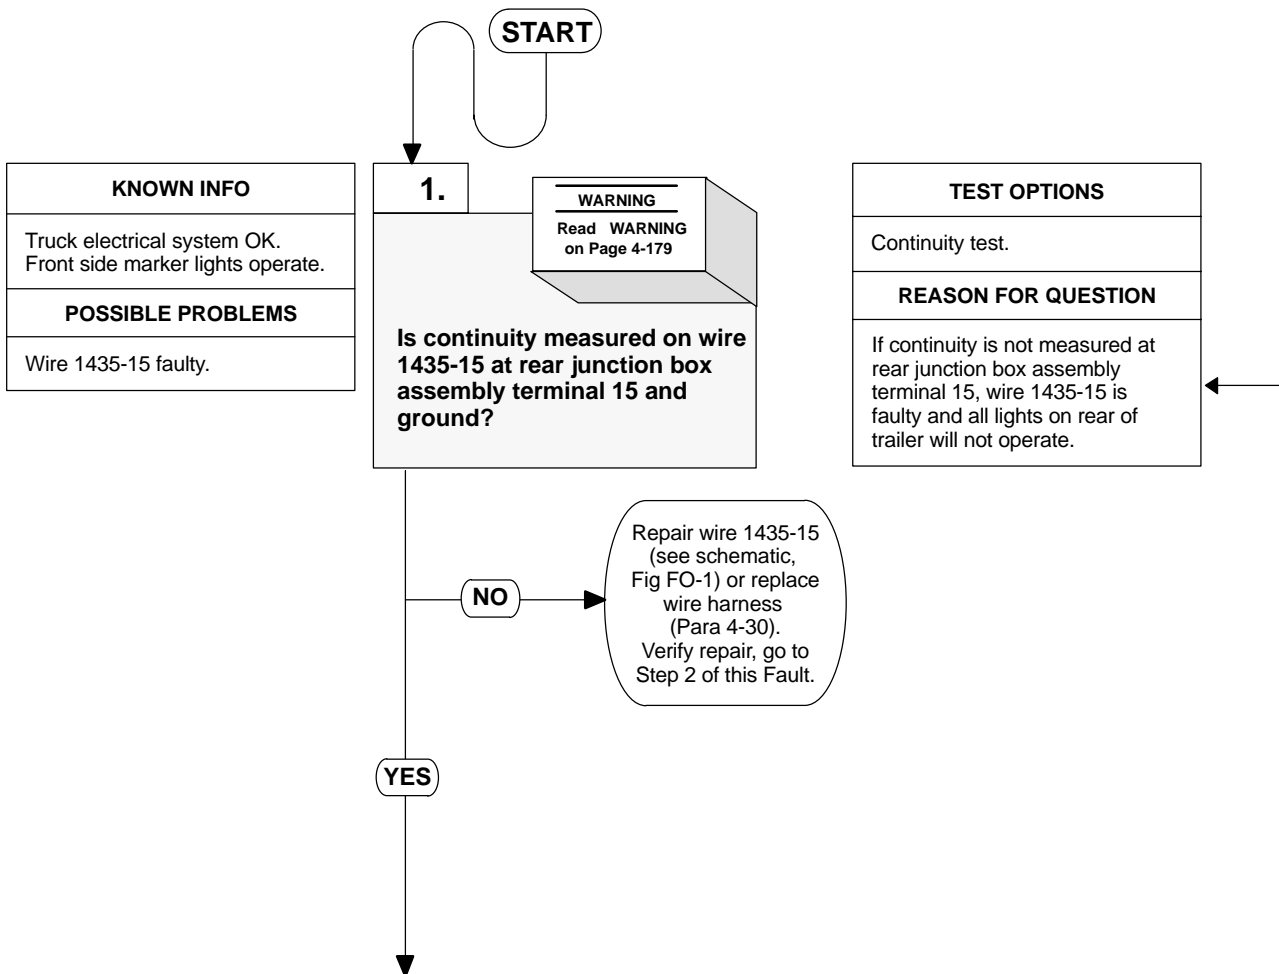 START
KNOWN INFO
Truck electrical system OK.
Front side marker lights operate.
POSSIBLE PROBLEMS
Wire 1435-15 faulty.
1.
WARNING
Read WARNING
on Page 4-179
Is continuity measured on wire
1435-15 at rear junction box
assembly terminal 15 and
ground?
TEST OPTIONS
Continuity test.
REASON FOR QUESTION
If continuity is not measured at
rear junction box assembly
terminal 15, wire 1435-15 is
faulty and all lights on rear of
trailer will not operate.
NO
Repair wire 1435-15
(see schematic,
Fig FO-1) or replace
wire harness
(Para 4-30).
Verify repair, go to
Step 2 of this Fault.
YES